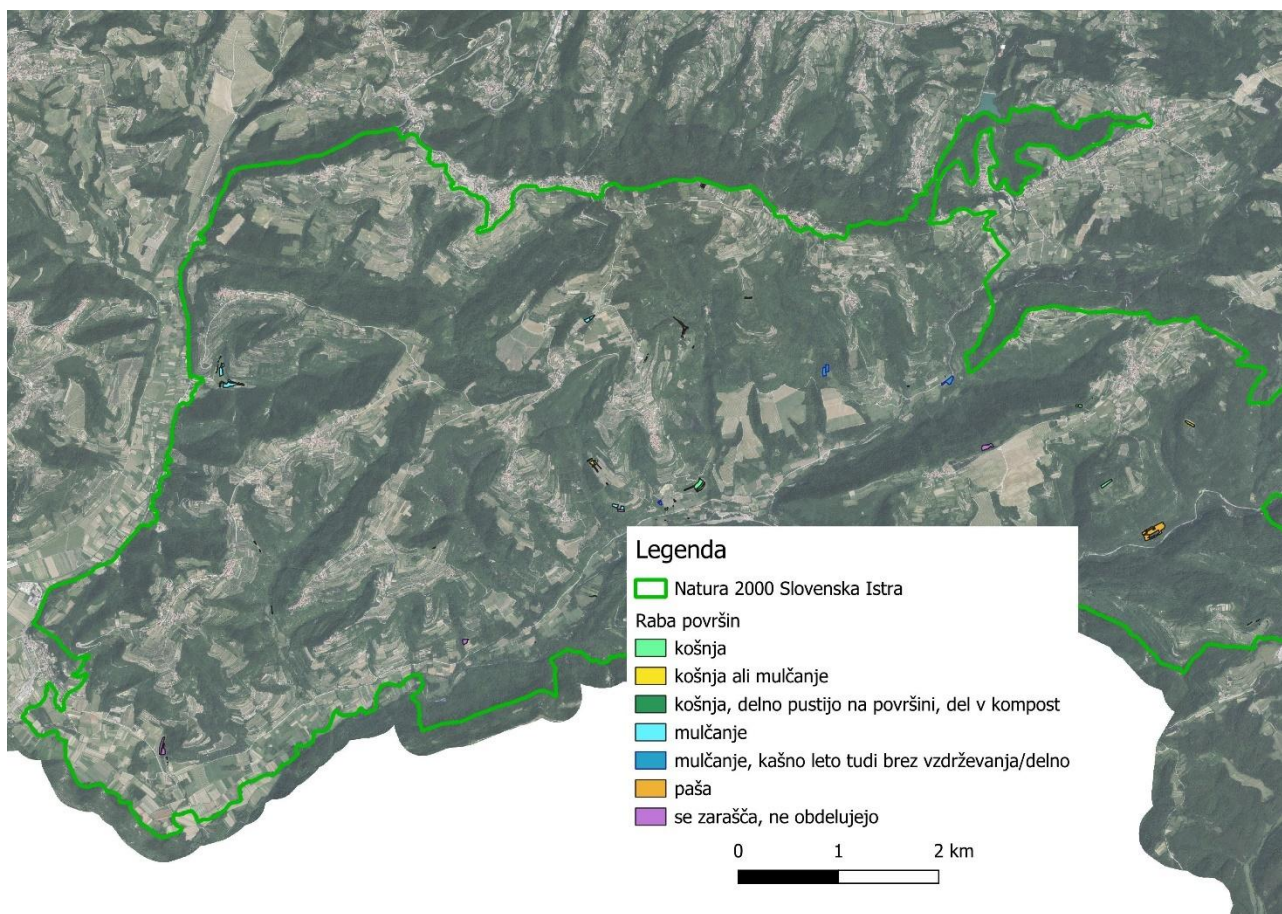 Legenda
Natura 2000 Slovenska Istra
Raba površin
košnja
košnja ali mulčanje
košnja, delno pustijo na površini, del v kompost
mulčanje
mulčanje, kašno leto tudi brez vzdrževanja/delno
paša
se zarašča, ne obdelujejo
0 1 2 km